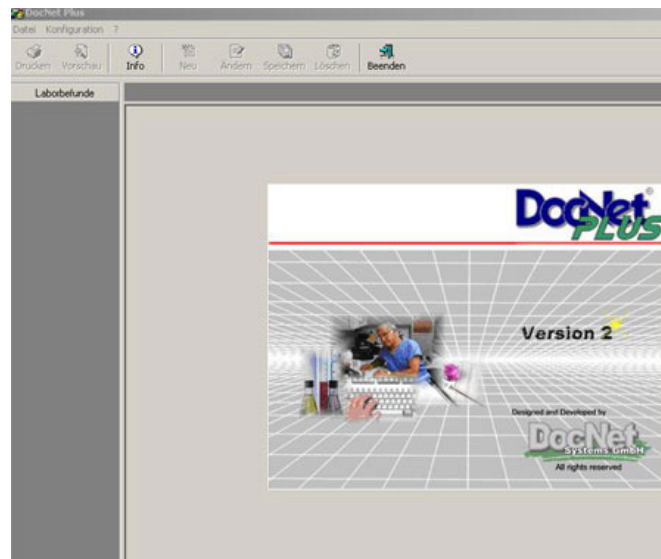 DocNet Plus
Datei Konfiguration ?
Drucken Vorschau Info Neu Ändern Speichern Löschen Beenden
Laborbefunde
DocNet®
PLUS
Version 2
Designed and Developed by
DocNet
Systems GmbH
All rights reserved